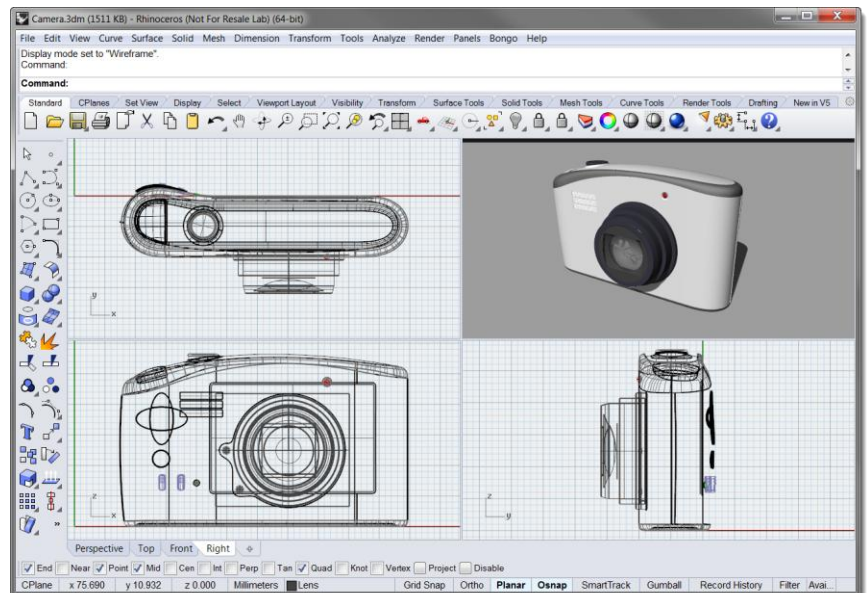 Camera.3dm (1511 KB) - Rhinoceros (Not For Resale Lab) (64-bit)
File Edit View Curve Surface Solid Mesh Dimension Transform Tools Analyze Render Panels Bongo Help
Display mode set to "Wireframe".
Command:
Command:
Standard CPlanes Set View Display Select Viewport Layout Visibility Transform Surface Tools Solid Tools Mesh Tools Curve Tools Render Tools Drafting New in V5
y
x
z
x
z
y
Perspective Top Front Right
End Near Point Mid Cen Int Perp Tan Quad Knot Vertex Project Disable
CPlane x 75.690 y 10.932 z 0.000 Millimeters Lens Grid Snap Ortho Planar Osnap SmartTrack Gumball Record History Filter Avai...